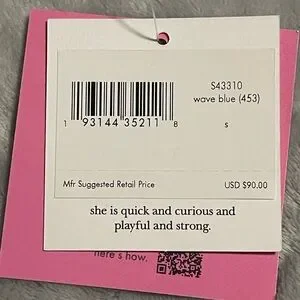 S43310
wave blue (453)
1 93144 35211 8
s
Mfr Suggested Retail Price USD $90.00
she is quick and curious and
playful and strong.
here's how.